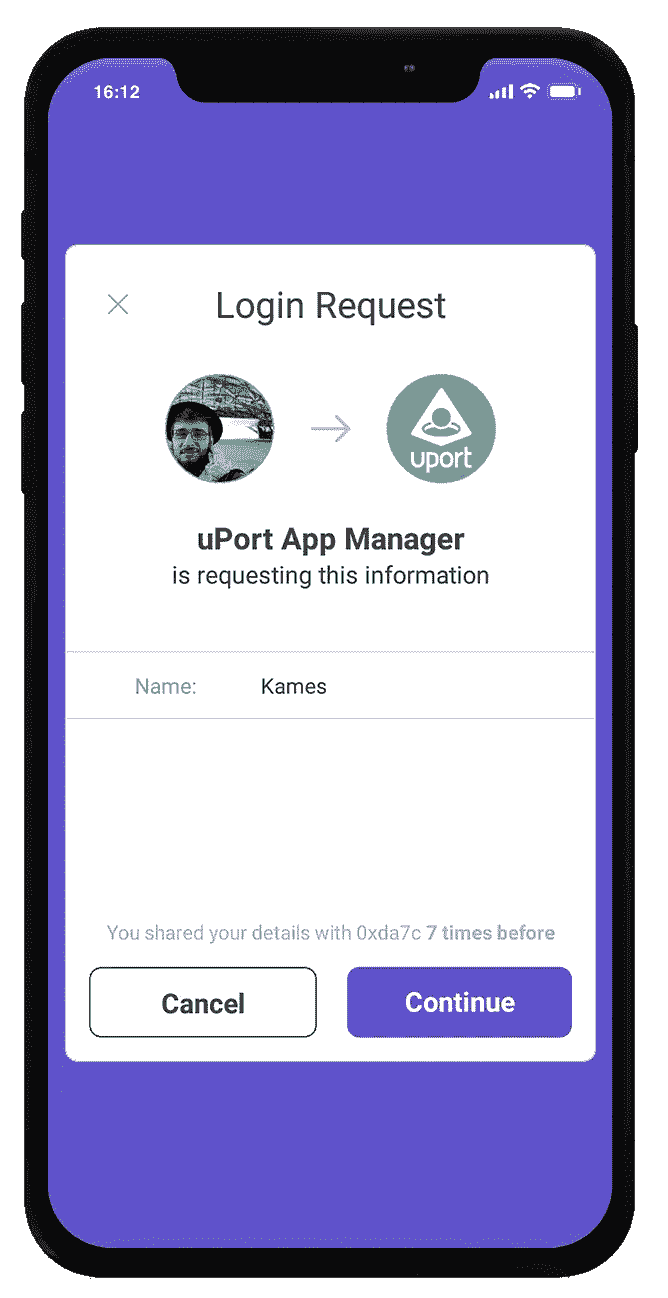 16:12
Login Request
uport
uPort App Manager
is requesting this information
Name: Kames
You shared your details with 0xda7c 7 times before
Cancel Continue